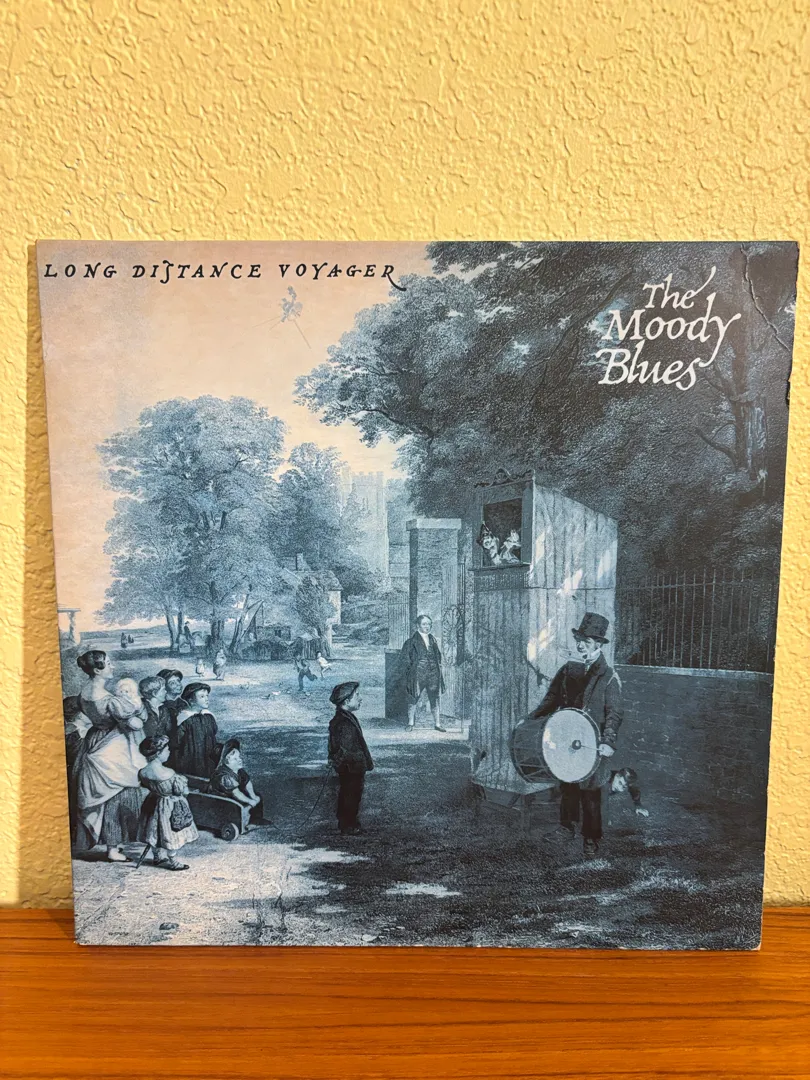 LONG DISTANCE VOYAGER
The
Moody
Blues